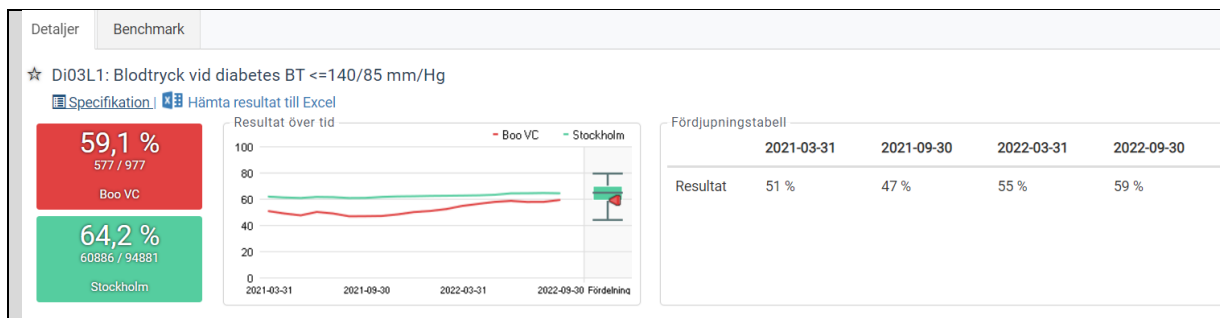 Detaljer Benchmark
☆ Di03L1: Blodtryck vid diabetes BT <=140/85 mm/Hg
Specifikation | Hämta resultat till Excel
59,1 %
577 / 977
Boo VC
64,2 %
60886 / 94881
Stockholm
Resultat över tid
Boo VC Stockholm
100
80
60
40
20
0
2021-03-31 2021-09-30 2022-03-31 2022-09-30 Fördelning
Fördjupningstabell
2021-03-31 2021-09-30 2022-03-31 2022-09-30
Resultat 51 % 47 % 55 % 59 %